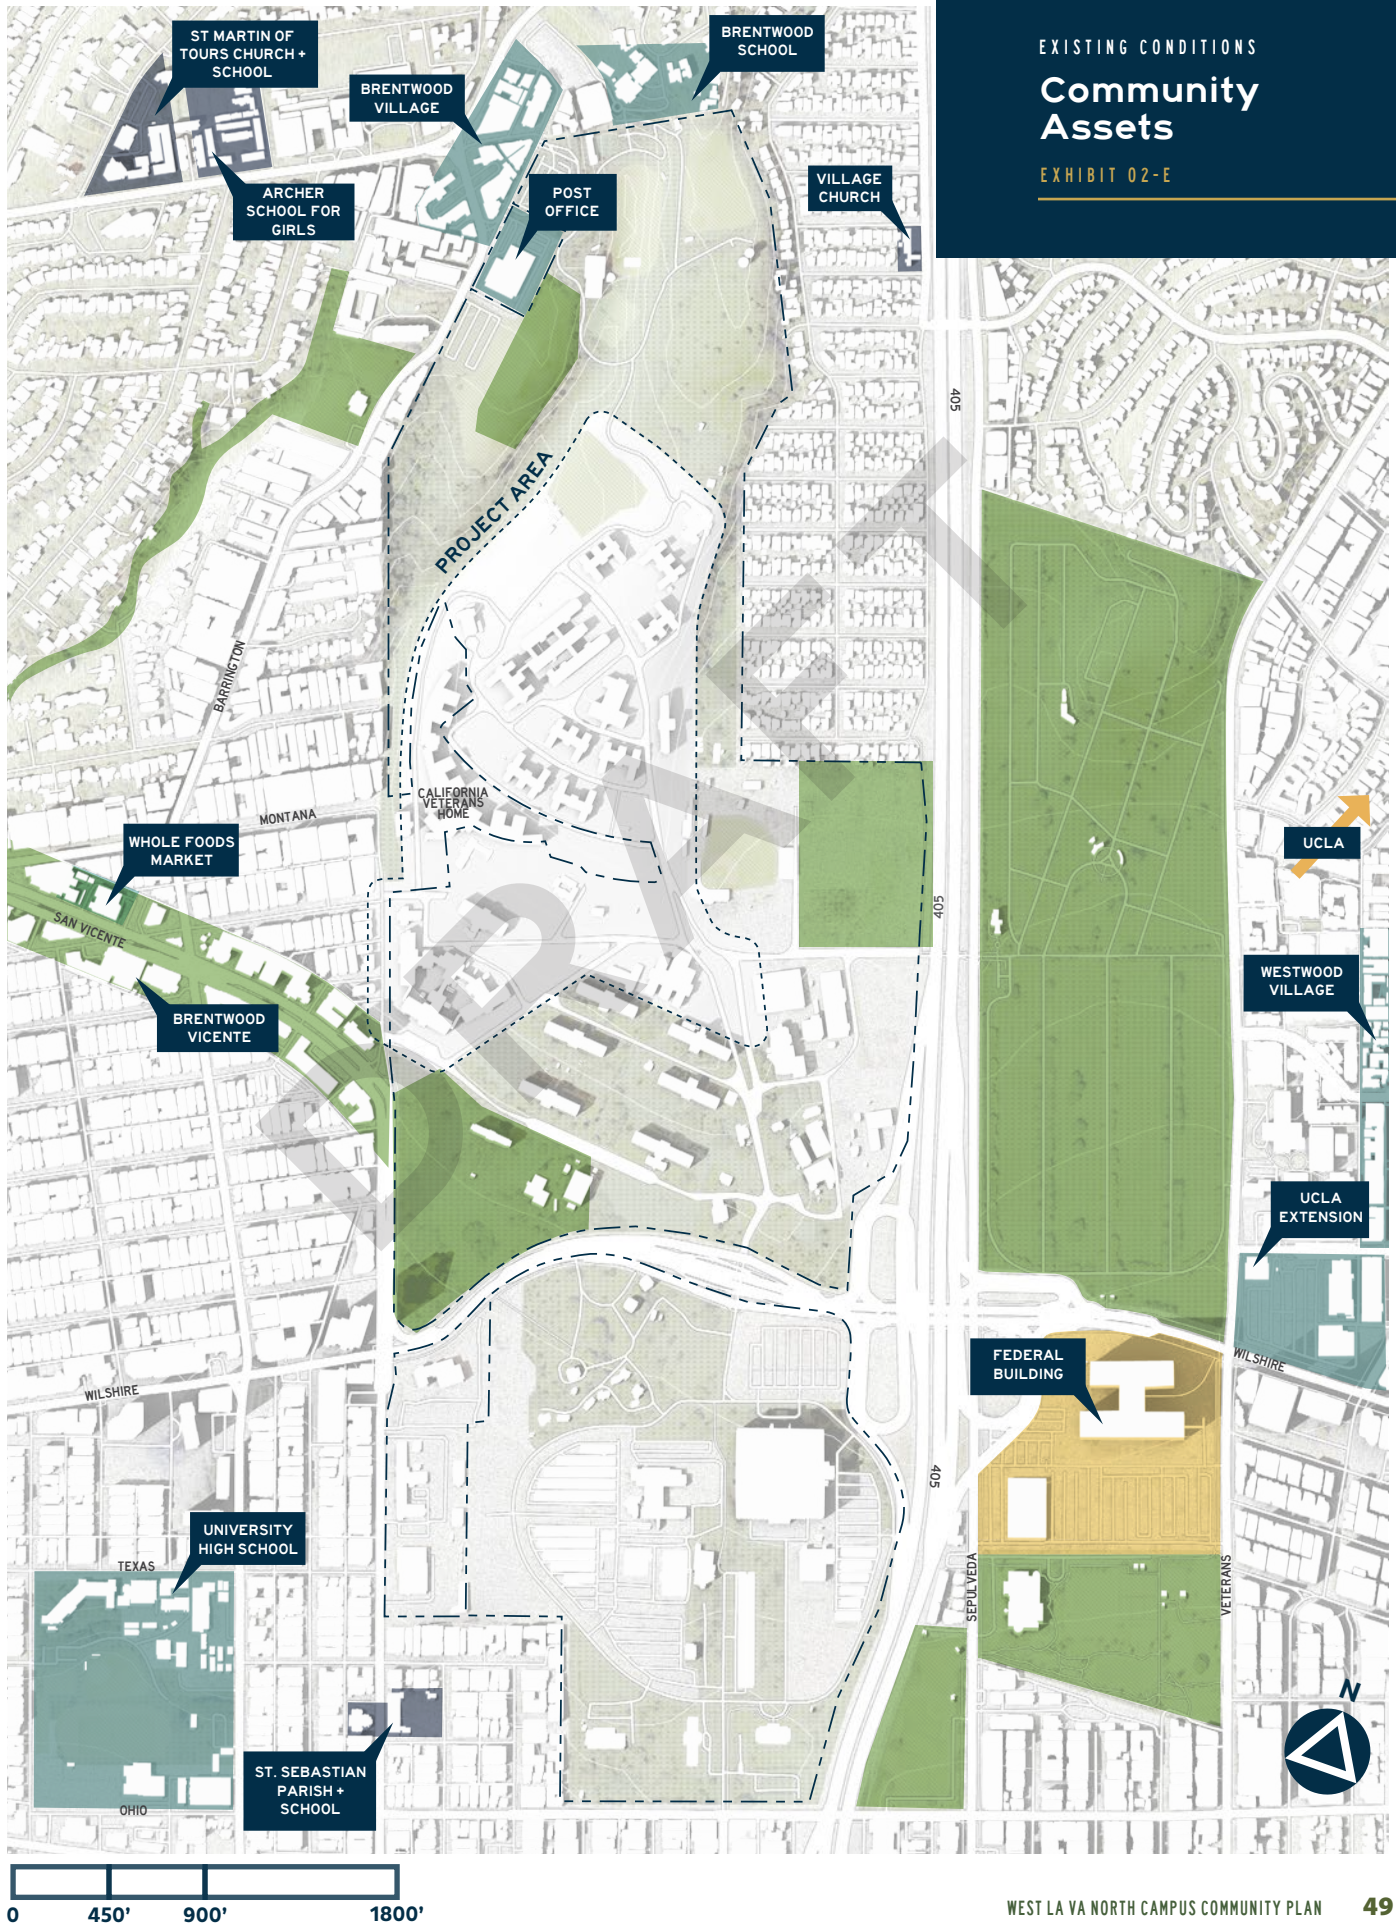 EXISTING CONDITIONS
Community
Assets
EXHIBIT 02-E
ST MARTIN OF
TOURS CHURCH +
SCHOOL
BRENTWOOD
VILLAGE
BRENTWOOD
SCHOOL
ARCHER
SCHOOL FOR
GIRLS
POST
OFFICE
VILLAGE
CHURCH
405
PROJECT AREA
BARRINGTON
CALIFORNIA
VETERANS
HOME
MONTANA
WHOLE FOODS
MARKET
SAN VICENTE
BRENTWOOD
VICENTE
UCLA
405
WESTWOOD
VILLAGE
UCLA
EXTENSION
WILSHIRE
FEDERAL
BUILDING
WILSHIRE
405
UNIVERSITY
HIGH SCHOOL
TEXAS
SEPULVEDA
VETERANS
ST. SEBASTIAN
PARISH +
SCHOOL
OHIO
N
DRAFT
0
450'
900'
1800'
WEST LA VA NORTH CAMPUS COMMUNITY PLAN
49